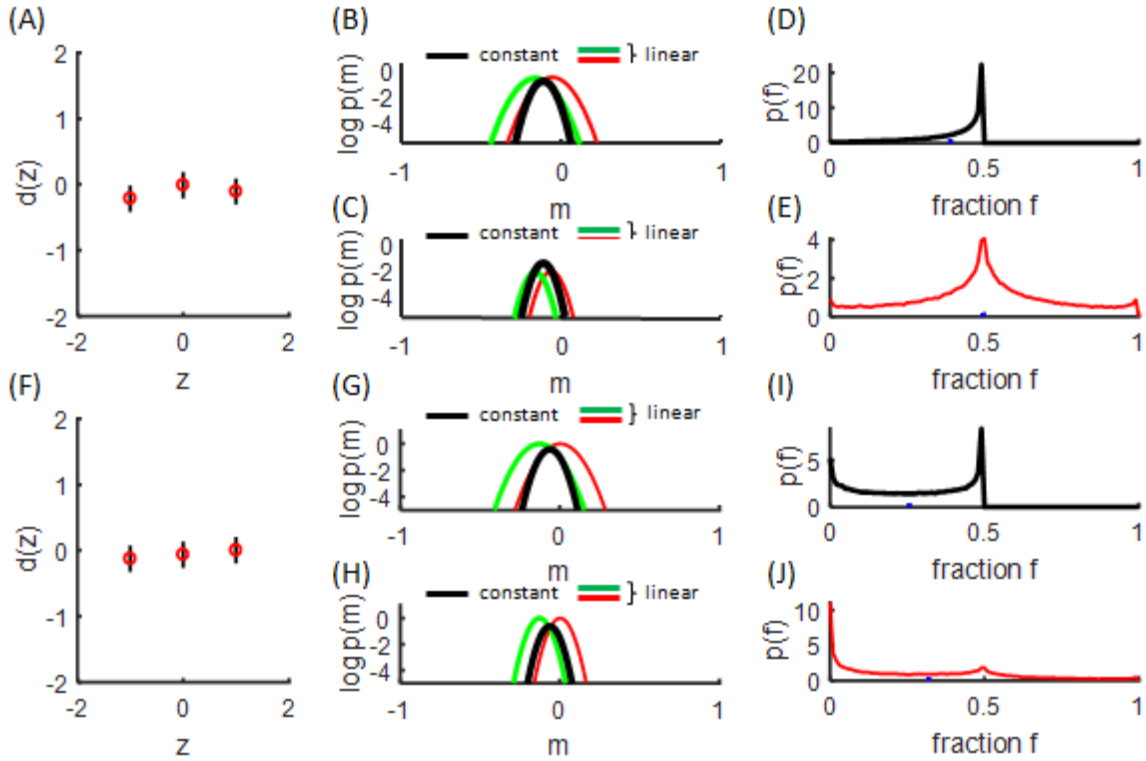 (A)
2
1
0
-1
-2
-2 0 2
d(z)
z
(B)
constant } linear
0
-2
-4
-1 0 1
log p(m)
m
(C)
constant } linear
0
-2
-4
-1 0 1
log p(m)
m
(D)
20
10
0
0 0.5 1
p(f)
fraction f
(E)
4
2
0
0 0.5 1
p(f)
fraction f
(F)
2
1
0
-1
-2
-2 0 2
d(z)
z
(G)
constant } linear
0
-2
-4
-1 0 1
log p(m)
m
(H)
constant } linear
0
-2
-4
-1 0 1
log p(m)
m
(I)
5
0
0 0.5 1
p(f)
fraction f
(J)
10
5
0
0 0.5 1
p(f)
fraction f